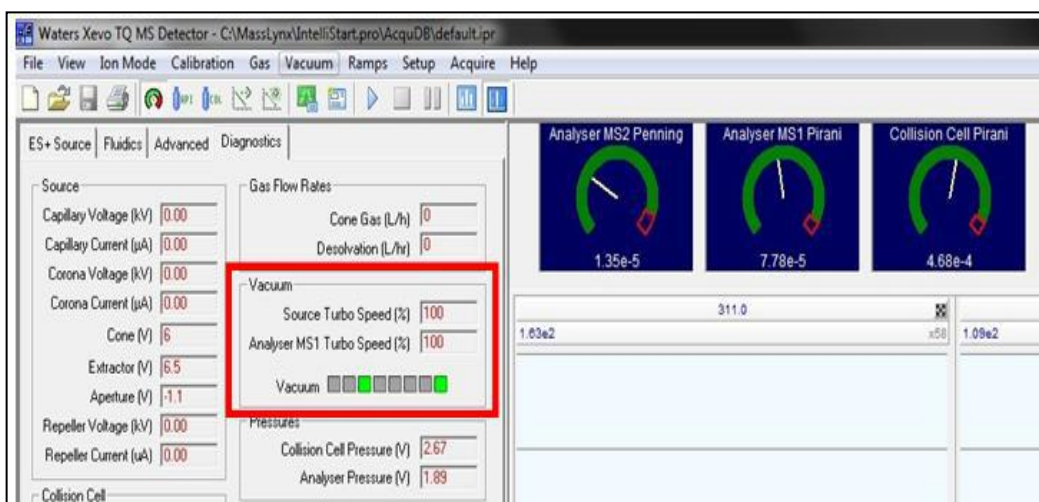 Waters Xevo TQ MS Detector - C:\MassLynx\IntelliStart.pro\AcquDB\default.ipr
File View Ion Mode Calibration Gas Vacuum Ramps Setup Acquire Help
ES+ Source Fluidics Advanced Diagnostics
Source
Capillary Voltage (kV) 0.00
Capillary Current (µA) 0.00
Corona Voltage (kV) 0.00
Corona Current (µA) 0.00
Cone (V) 6
Extractor (V) 6.5
Aperture (V) -1.1
Repeller Voltage (kV) 0.00
Repeller Current (uA) 0.00
Collision Cell
Gas Flow Rates
Cone Gas (L/h) 0
Desolvation (L/hr) 0
Vacuum
Source Turbo Speed (%) 100
Analyser MS1 Turbo Speed (%) 100
Vacuum
Pressures
Collision Cell Pressure (V) 2.67
Analyser Pressure (V) 1.89
Analyser MS2 Penning
1.35e-5
Analyser MS1 Pirani
7.78e-5
Collision Cell Pirani
4.68e-4
311.0
1.63e2 x58
1.09e2